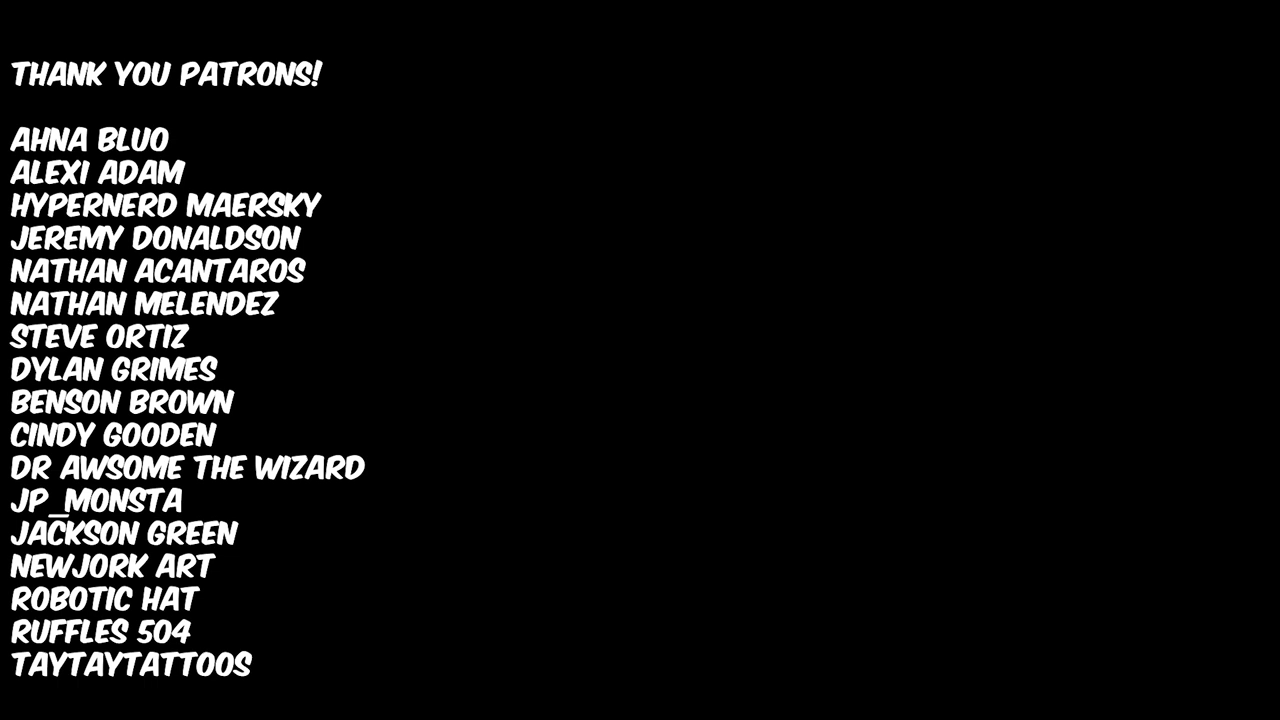 THANK YOU PATRONS!
AHNA BLUO
ALEXI ADAM
HYPERNERD MAERSKY
JEREMY DONALDSON
NATHAN ACANTAROS
NATHAN MELENDEZ
STEVE ORTIZ
DYLAN GRIMES
BENSON BROWN
CINDY GOODEN
DR AWSOME THE WIZARD
JP_MONSTA
JACKSON GREEN
NEWJORK ART
ROBOTIC HAT
RUFFLES 504
TAYTAYTATTOOS